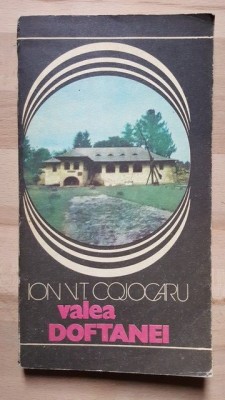 ION V.T. COJOCARU
valea
DOFTANEI